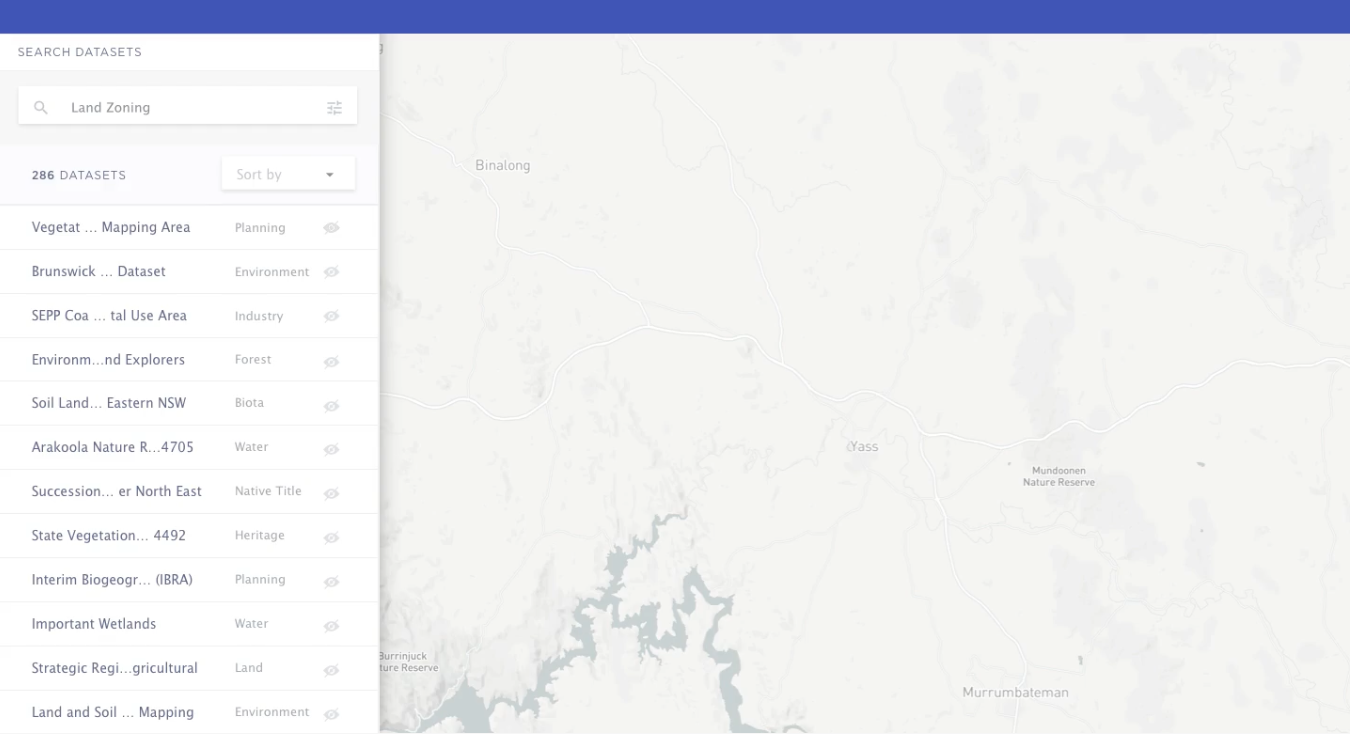 SEARCH DATASETS
Land Zoning
286 DATASETS
Sort by
Vegetat ... Mapping Area Planning
Brunswick ... Dataset Environment
SEPP Coa ... tal Use Area Industry
Environm...nd Explorers Forest
Soil Land... Eastern NSW Biota
Arakoola Nature R...4705 Water
Succession... er North East Native Title
State Vegetation... 4492 Heritage
Interim Biogeogr... (IBRA) Planning
Important Wetlands Water
Strategic Regi...gricultural Land
Land and Soil ... Mapping Environment
Binalong
Yass
Mundoonen
Nature Reserve
Burrinjuck
ture Reserve
Murrumbateman